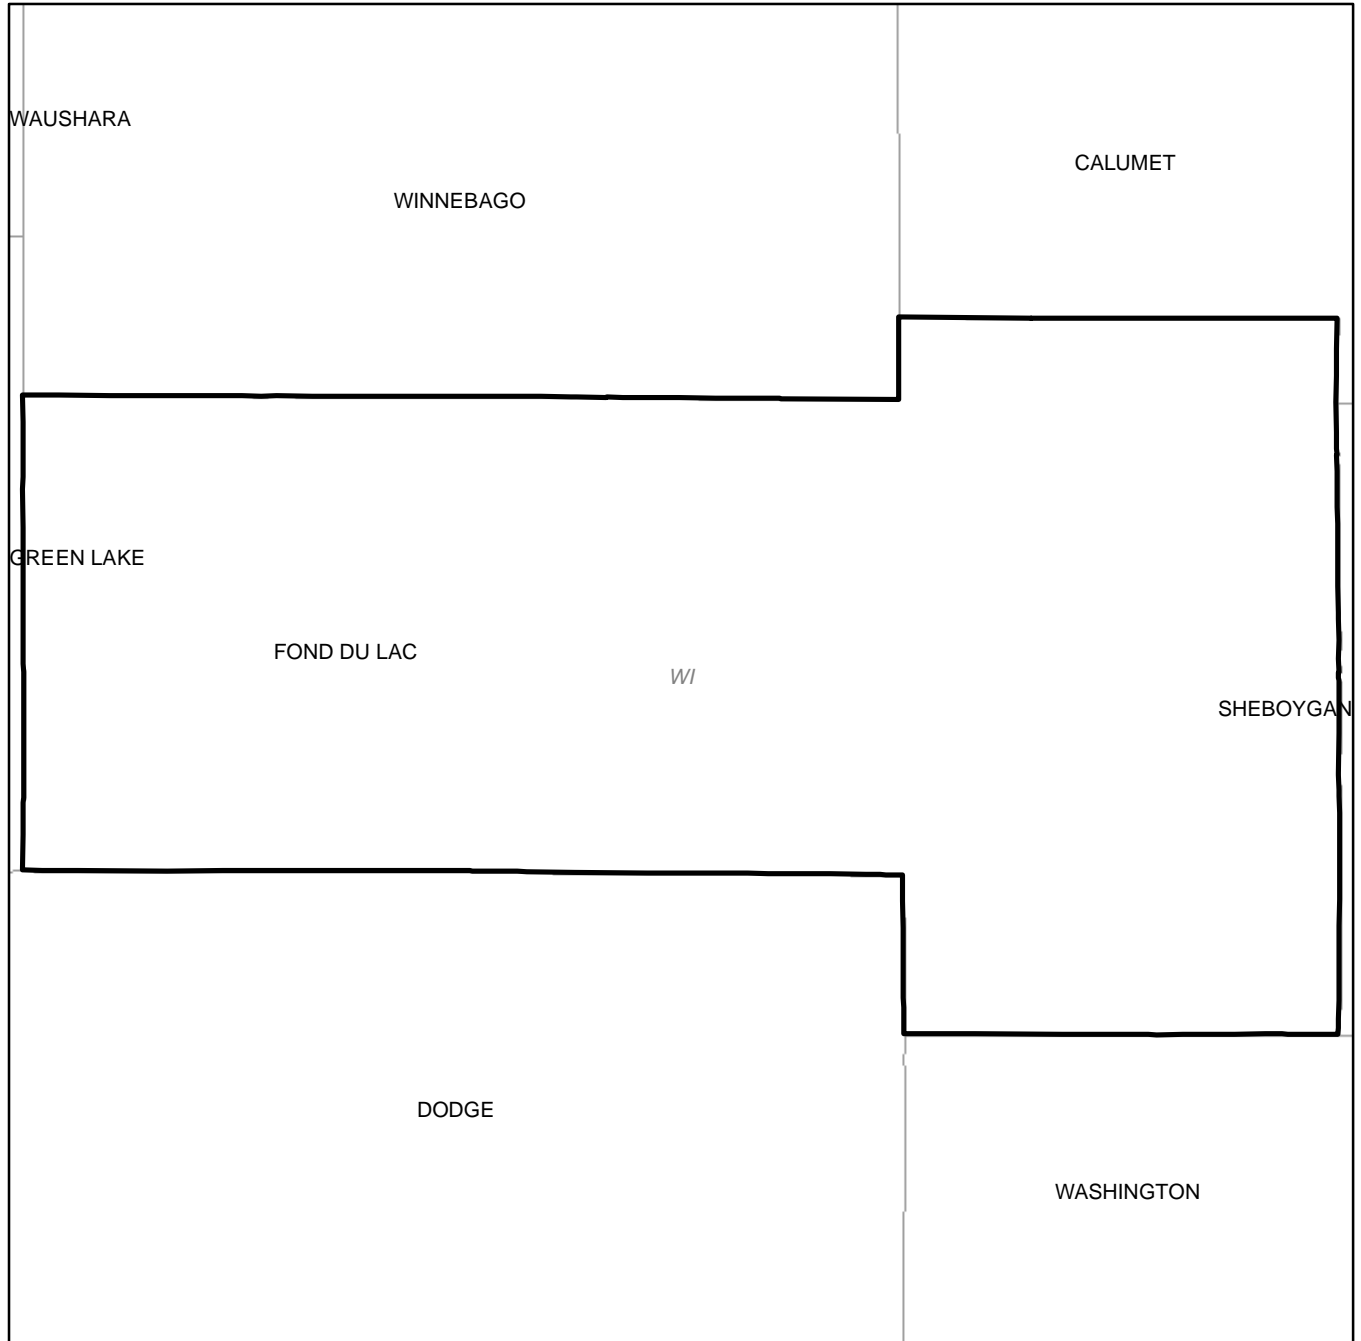 WAUSHARA
CALUMET
WINNEBAGO
GREEN LAKE
FOND DU LAC
WI
SHEBOYGAN
DODGE
WASHINGTON